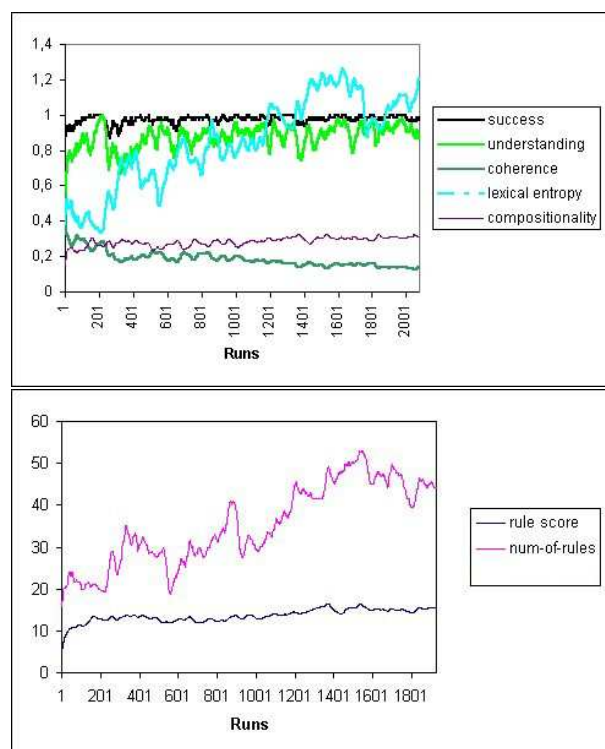 1,4
1,2
1
0,8
0,6
0,4
0,2
0
1 201 401 601 801 1001 1201 1401 1601 1801 2001
Runs
success
understanding
coherence
lexical entropy
compositionality
60
50
40
30
20
10
0
1 201 401 601 801 1001 1201 1401 1601 1801
Runs
rule score
num-of-rules